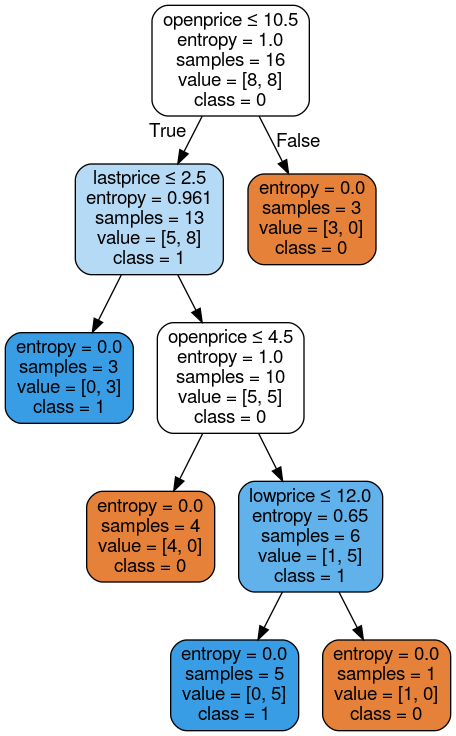 openprice ≤ 10.5
entropy = 1.0
samples = 16
value = [8, 8]
class = 0
True
False
lastprice ≤ 2.5
entropy = 0.961
samples = 13
value = [5, 8]
class = 1
entropy = 0.0
samples = 3
value = [3, 0]
class = 0
entropy = 0.0
samples = 3
value = [0, 3]
class = 1
openprice ≤ 4.5
entropy = 1.0
samples = 10
value = [5, 5]
class = 0
entropy = 0.0
samples = 4
value = [4, 0]
class = 0
lowprice ≤ 12.0
entropy = 0.65
samples = 6
value = [1, 5]
class = 1
entropy = 0.0
samples = 5
value = [0, 5]
class = 1
entropy = 0.0
samples = 1
value = [1, 0]
class = 0